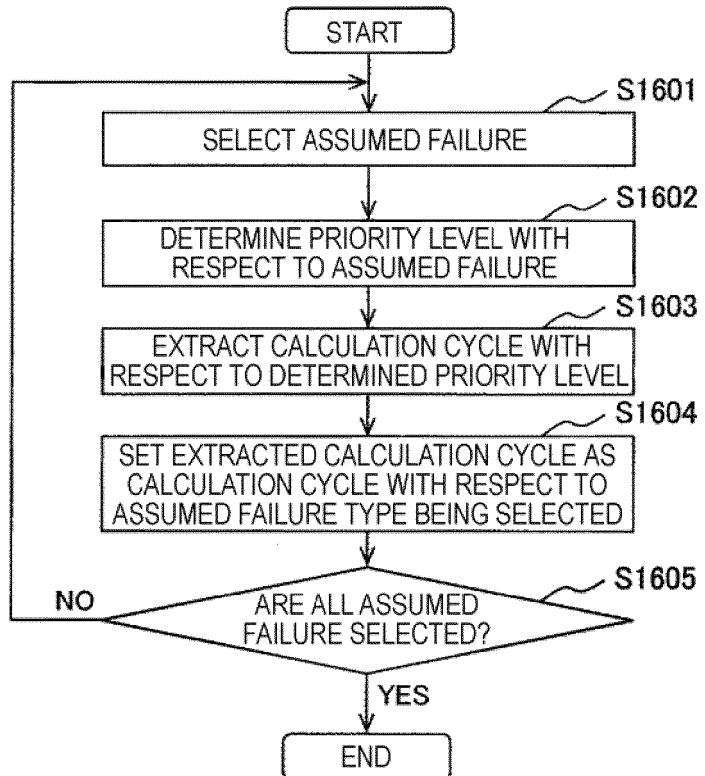 START
S1601
SELECT ASSUMED FAILURE
S1602
DETERMINE PRIORITY LEVEL WITH
RESPECT TO ASSUMED FAILURE
S1603
EXTRACT CALCULATION CYCLE WITH
RESPECT TO DETERMINED PRIORITY LEVEL
S1604
SET EXTRACTED CALCULATION CYCLE AS
CALCULATION CYCLE WITH RESPECT TO
ASSUMED FAILURE TYPE BEING SELECTED
S1605
NO
ARE ALL ASSUMED
FAILURE SELECTED?
YES
END